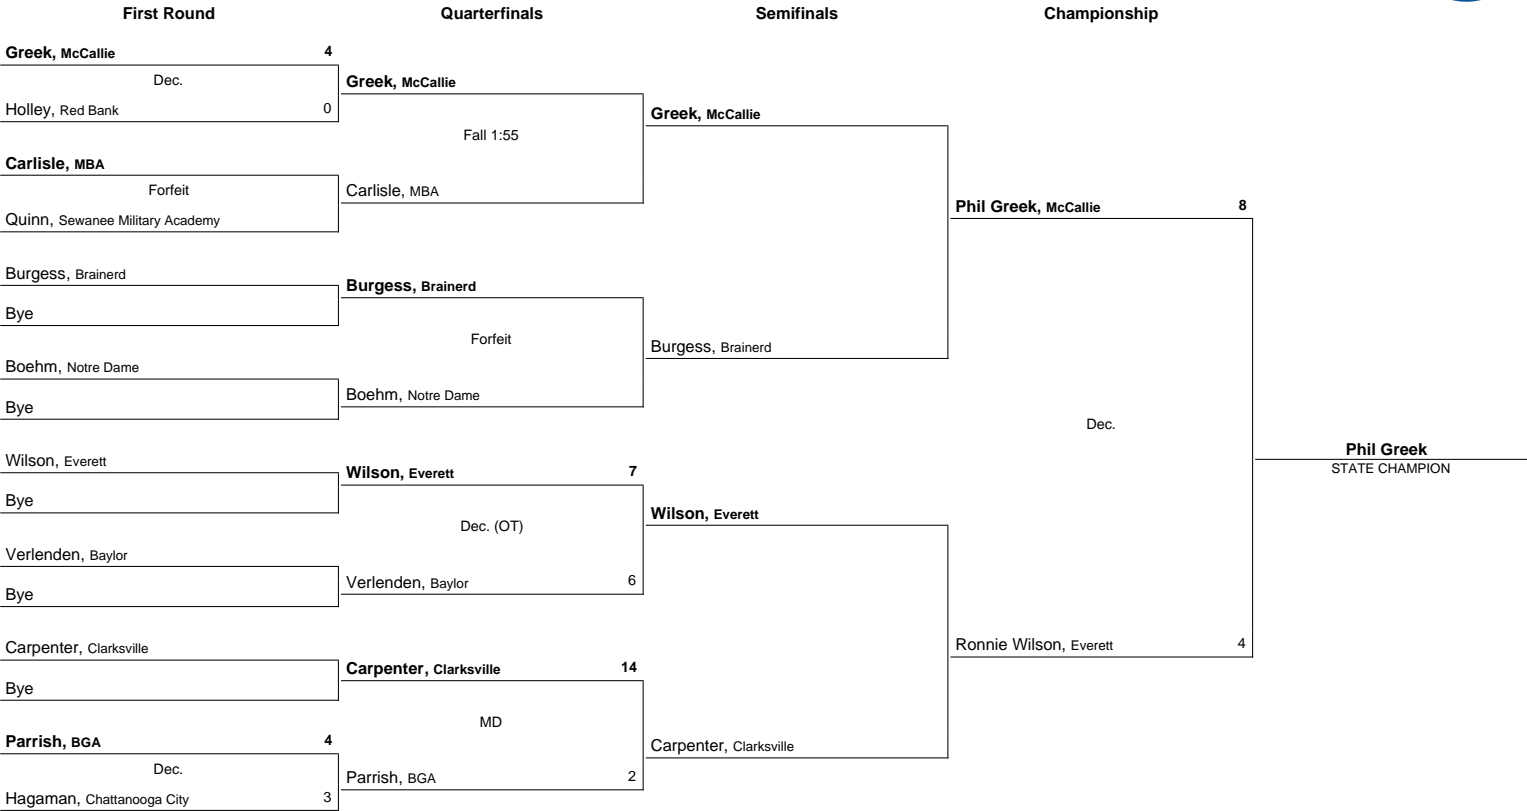 First Round Quarterfinals Semifinals Championship
Greek, McCallie 4
Dec.
Holley, Red Bank 0
Carlisle, MBA
Forfeit
Quinn, Sewanee Military Academy
Burgess, Brainerd
Bye
Boehm, Notre Dame
Bye
Wilson, Everett
Bye
Verlenden, Baylor
Bye
Carpenter, Clarksville
Bye
Parrish, BGA 4
Dec.
Hagaman, Chattanooga City 3
Greek, McCallie
Fall 1:55
Carlisle, MBA
Burgess, Brainerd
Forfeit
Boehm, Notre Dame
Wilson, Everett 7
Dec. (OT)
Verlenden, Baylor 6
Carpenter, Clarksville 14
MD
Parrish, BGA 2
Greek, McCallie
Burgess, Brainerd
Wilson, Everett
Carpenter, Clarksville
Phil Greek, McCallie 8
Dec.
Ronnie Wilson, Everett 4
Phil Greek
STATE CHAMPION